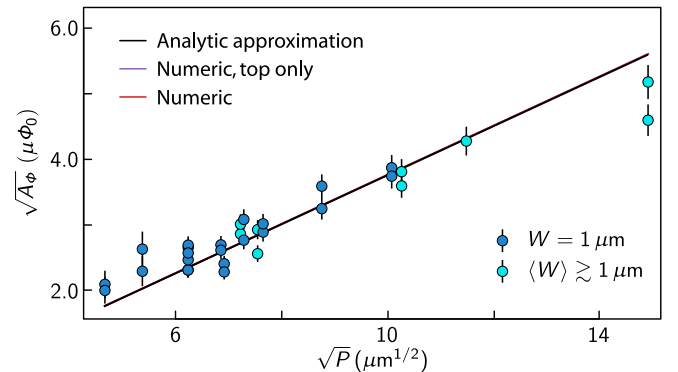 6.0
4.0
2.0
√A_Φ (μΦ₀)
Analytic approximation
Numeric, top only
Numeric
W = 1 μm
⟨W⟩ ≳ 1 μm
6 10 14
√P (μm^{1/2})